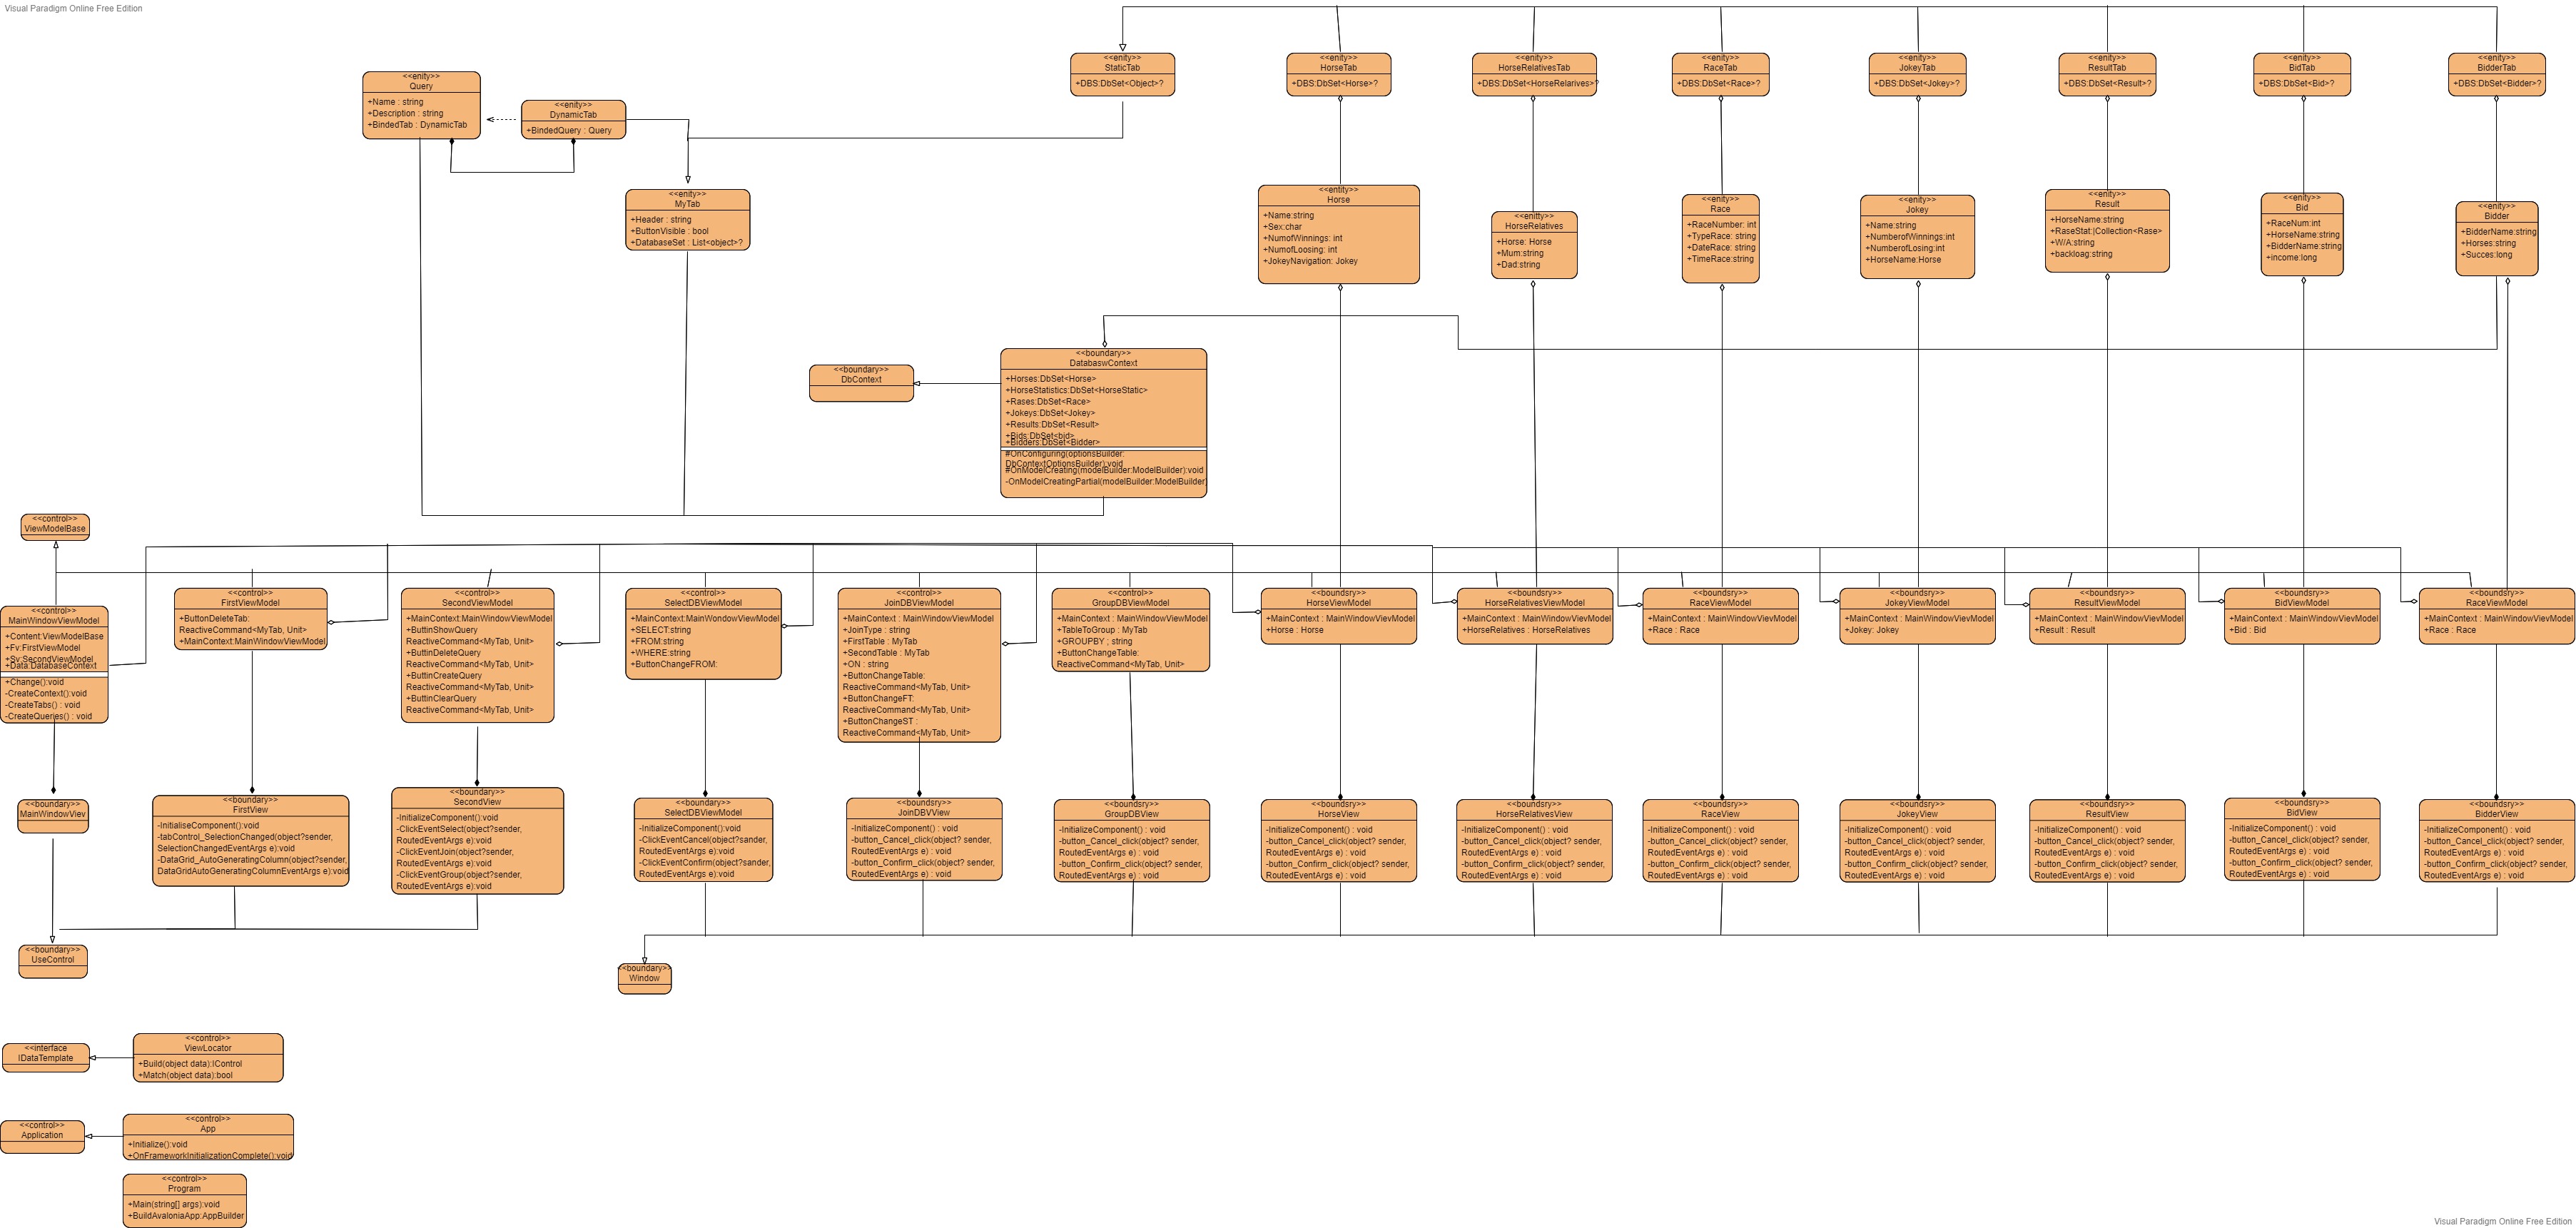 Visual Paradigm Online Free Edition
<<enity>>
Query
+Name : string
+Description : string
+BindedTab : DynamicTab
<<enity>>
DynamicTab
+BindedQuery : Query
<<enity>>
StaticTab
+DBS:DbSet<Object>?
<<enity>>
HorseTab
+DBS:DbSet<Horse>?
<<enity>>
HorseRelativesTab
+DBS:DbSet<HorseRelarives>?
<<enity>>
RaceTab
+DBS:DbSet<Race>?
<<enity>>
JokeyTab
+DBS:DbSet<Jokey>?
<<enity>>
ResultTab
+DBS:DbSet<Result>?
<<enity>>
BidTab
+DBS:DbSet<Bid>?
<<enity>>
BidderTab
+DBS:DbSet<Bidder>?
<<enity>>
MyTab
+Header : string
+ButtonVisible : bool
+DatabaseSet : List<object>?
<<entity>>
Horse
+Name:string
+Sex:char
+NumofWinnings: int
+NumofLoosing: int
+JokeyNavigation: Jokey
<<enitty>>
HorseRelatives
+Horse: Horse
+Mum:string
+Dad:string
<<enity>>
Race
+RaceNumber: int
+TypeRace: string
+DateRace: string
+TimeRace:string
<<enity>>
Jokey
+Name:string
+NumberofWinnings:int
+NumberofLosing:int
+HorseName:Horse
<<enity>>
Result
+HorseName:string
+RaseStat:|Collection<Rase>
+W/A:string
+backloag:string
<<enity>>
Bid
+RaceNum:int
+HorseName:string
+BidderName:string
+income:long
<<enity>>
Bidder
+BidderName:string
+Horses:string
+Succes:long
<<boundary>>
DbContext
<<boundary>>
DatabaswContext
+Horses:DbSet<Horse>
+HorseStatistics:DbSet<HorseStatic>
+Rases:DbSet<Race>
+Jokeys:DbSet<Jokey>
+Results:DbSet<Result>
+Bids:DbSet<bid>
+Bidders:DbSet<Bidder>
#OnConfiguring(optionsBuilder:
DbContextOptionsBuilder):void
#OnModelCreating(modelBuilder:ModelBuilder):void
-OnModelCreatingPartial(modelBuilder:ModelBuilder
<<control>>
ViewModelBase
<<control>>
MainWindowViewModel
+Content:ViewModelBase
+Fv:FirstViewModel
+Sv:SecondViewModel
+Data:DatabaseContext
+Change():void
-CreateContext():void
-CreateTabs() : void
-CreateQueries() : void
<<control>>
FirstViewModel
+ButtonDeleteTab:
ReactiveCommand<MyTab, Unit>
+MainContext:MainWindowViewModel
<<control>>
SecondViewModel
+MainContext:MainWindowViewModel
+ButtinShowQuery
ReactiveCommand<MyTab, Unit>
+ButtinDeleteQuery
ReactiveCommand<MyTab, Unit>
+ButtinCreateQuery
ReactiveCommand<MyTab, Unit>
+ButtinClearQuery
ReactiveCommand<MyTab, Unit>
<<control>>
SelectDBViewModel
+MainContext:MainWindowViewModel
+SELECT:string
+FROM:string
+WHERE:string
+ButtonChangeFROM:
<<control>>
JoinDBViewModel
+MainContext : MainWindowViewModel
+JoinType : string
+FirstTable : MyTab
+SecondTable : MyTab
+ON : string
+ButtonChangeTable:
ReactiveCommand<MyTab, Unit>
+ButtonChangeFT:
ReactiveCommand<MyTab, Unit>
+ButtonChangeST :
ReactiveCommand<MyTab, Unit>
<<control>>
GroupDBViewModel
+MainContext : MainWindowVievModel
+TableToGroup : MyTab
+GROUPBY : string
+ButtonChangeTable:
ReactiveCommand<MyTab, Unit>
<<boundsry>>
HorseViewModel
+MainContext : MainWindowVievModel
+Horse : Horse
<<boundsry>>
HorseRelativesViewModel
+MainContext : MainWindowVievModel
+HorseRelatives : HorseRelatives
<<boundsry>>
RaceViewModel
+MainContext : MainWindowVievModel
+Race : Race
<<boundsry>>
JokeyViewModel
+MainContext : MainWindowVievModel
+Jokey: Jokey
<<boundsry>>
ResultViewModel
+MainContext : MainWindowVievModel
+Result : Result
<<boundsry>>
BidViewModel
+MainContext : MainWindowVievModel
+Bid : Bid
<<boundsry>>
RaceViewModel
+MainContext : MainWindowVievModel
+Race : Race
<<boundary>>
MainWindowViev
<<boundary>>
FirstView
-InitialiseComponent():void
-tabControl_SelectionChanged(object?sender,
SelectionChangedEventArgs e):void
-DataGrid_AutoGeneratingColumn(object?sender,
DataGridAutoGeneratingColumnEventArgs e):void
<<boundary>>
SecondView
-InitializeComponent():void
-ClickEventSelect(object?sender,
RoutedEventArgs e):void
-ClickEventJoin(object?sender,
RoutedEventArgs e):void
-ClickEventGroup(object?sender,
RoutedEventArgs e):void
<<boundary>>
SelectDBViewModel
-InitializeComponent():void
-ClickEventCancel(object?sander,
RoutedEventArgs e):void
-ClickEventConfirm(object?sander,
RoutedEventArgs e):void
<<boundary>>
JoinDBVView
-InitializeComponent() : void
-button_Cancel_click(object? sender,
RoutedEventArgs e) : void
-button_Confirm_click(object? sender,
RoutedEventArgs e) : void
<<boundsry>>
GroupDBView
-InitializeComponent() : void
-button_Cancel_click(object? sender,
RoutedEventArgs e) : void
-button_Confirm_click(object? sender,
RoutedEventArgs e) : void
<<boundsry>>
HorseView
-InitializeComponent() : void
-button_Cancel_click(object? sender,
RoutedEventArgs e) : void
-button_Confirm_click(object? sender,
RoutedEventArgs e) : void
<<boundsry>>
HorseRelativesView
-InitializeComponent() : void
-button_Cancel_click(object? sender,
RoutedEventArgs e) : void
-button_Confirm_click(object? sender,
RoutedEventArgs e) : void
<<boundsry>>
RaceView
-InitializeComponent() : void
-button_Cancel_click(object? sender,
RoutedEventArgs e) : void
-button_Confirm_click(object? sender,
RoutedEventArgs e) : void
<<boundsry>>
JokeyView
-InitializeComponent() : void
-button_Cancel_click(object? sender,
RoutedEventArgs e) : void
-button_Confirm_click(object? sender,
RoutedEventArgs e) : void
<<boundsry>>
ResultView
-InitializeComponent() : void
-button_Cancel_click(object? sender,
RoutedEventArgs e) : void
-button_Confirm_click(object? sender,
RoutedEventArgs e) : void
<<boundsry>>
BidView
-InitializeComponent() : void
-button_Cancel_click(object? sender,
RoutedEventArgs e) : void
-button_Confirm_click(object? sender,
RoutedEventArgs e) : void
<<boundsry>>
BidderView
-InitializeComponent() : void
-button_Cancel_click(object? sender,
RoutedEventArgs e) : void
-button_Confirm_click(object? sender,
RoutedEventArgs e) : void
<<boundary>>
UseControl
<<boundary>>
Window
<<interface
IDataTemplate
<<control>>
ViewLocator
+Build(object data):IControl
+Match(object data):bool
<<control>>
Application
<<control>>
App
+Initialize():void
+OnFrameworkInitializationComplete():void
<<control>>
Program
+Main(string[] args):void
+BuildAvaloniaApp:AppBuilder
Visual Paradigm Online Free Edition